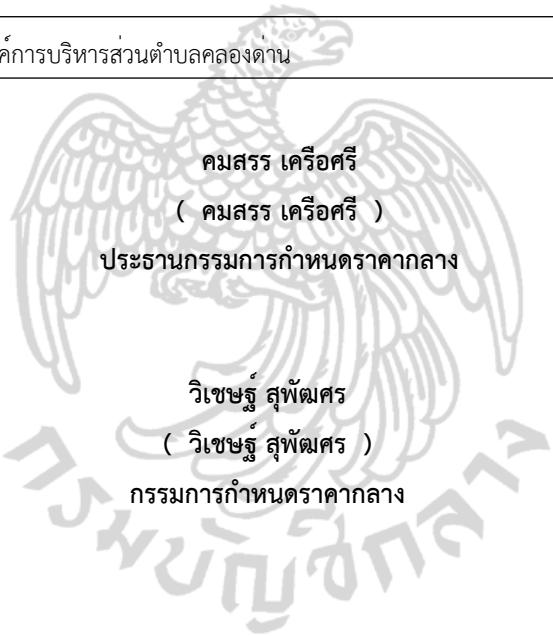 ค์การบริหารส่วนตำบลคลองด่าน
คมสรร เครือศรี
( คมสรร เครือศรี )
ประธานกรรมการกำหนดราคากลาง
วิเชษฐ์ สุพัฒศร
( วิเชษฐ์ สุพัฒศร )
กรรมการกำหนดราคากลาง
กรมบัญชีกลาง